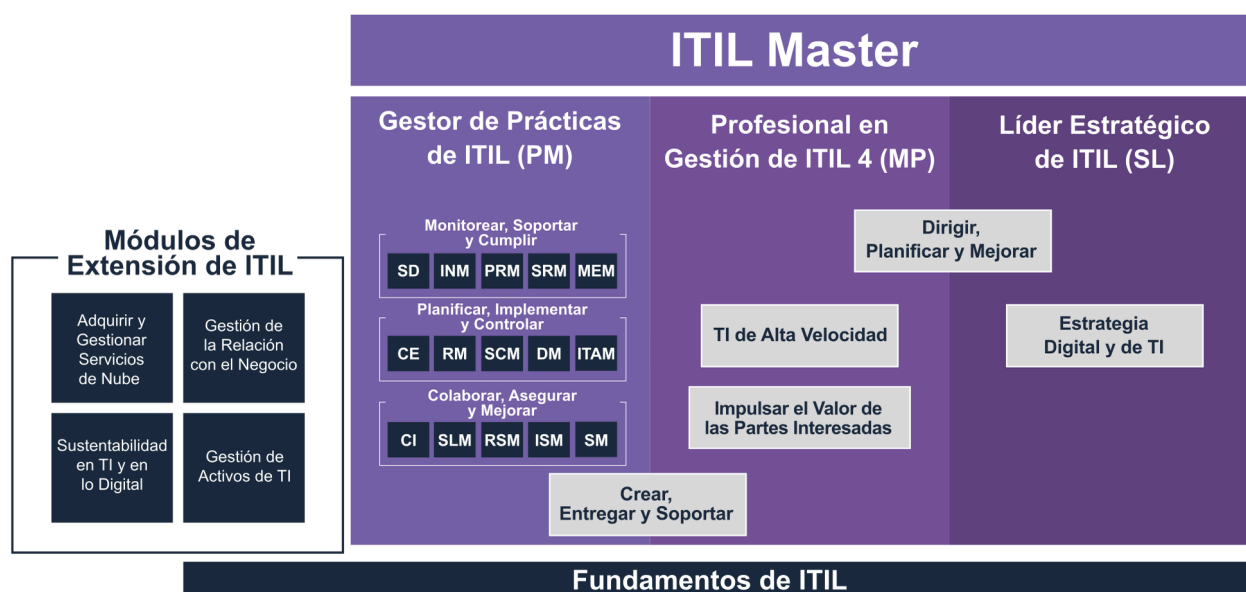 ITIL Master
Gestor de Prácticas
de ITIL (PM)
Profesional en
Gestión de ITIL 4 (MP)
Líder Estratégico
de ITIL (SL)
Módulos de
Extensión de ITIL
Adquirir y
Gestionar
Servicios
de Nube
Gestión de
la Relación
con el Negocio
Sustentabilidad
en TI y en
lo Digital
Gestión de
Activos de TI
Monitorear, Soportar
y Cumplir
SD INM PRM SRM MEM
Planificar, Implementar
y Controlar
CE RM SCM DM ITAM
Colaborar, Asegurar
y Mejorar
CI SLM RSM ISM SM
Crear,
Entregar y Soportar
Dirigir,
Planificar y Mejorar
TI de Alta Velocidad
Impulsar el Valor de
las Partes Interesadas
Estrategia
Digital y de TI
Fundamentos de ITIL